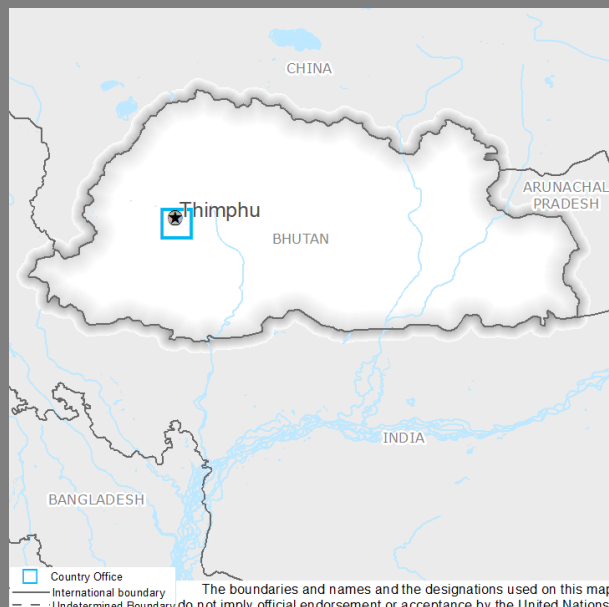 CHINA
ARUNACHAL
PRADESH
Thimphu
BHUTAN
INDIA
BANGLADESH
Country Office
International boundary
Undetermined Boundary
The boundaries and names and the designations used on this map
do not imply official endorsement or acceptance by the United Nations